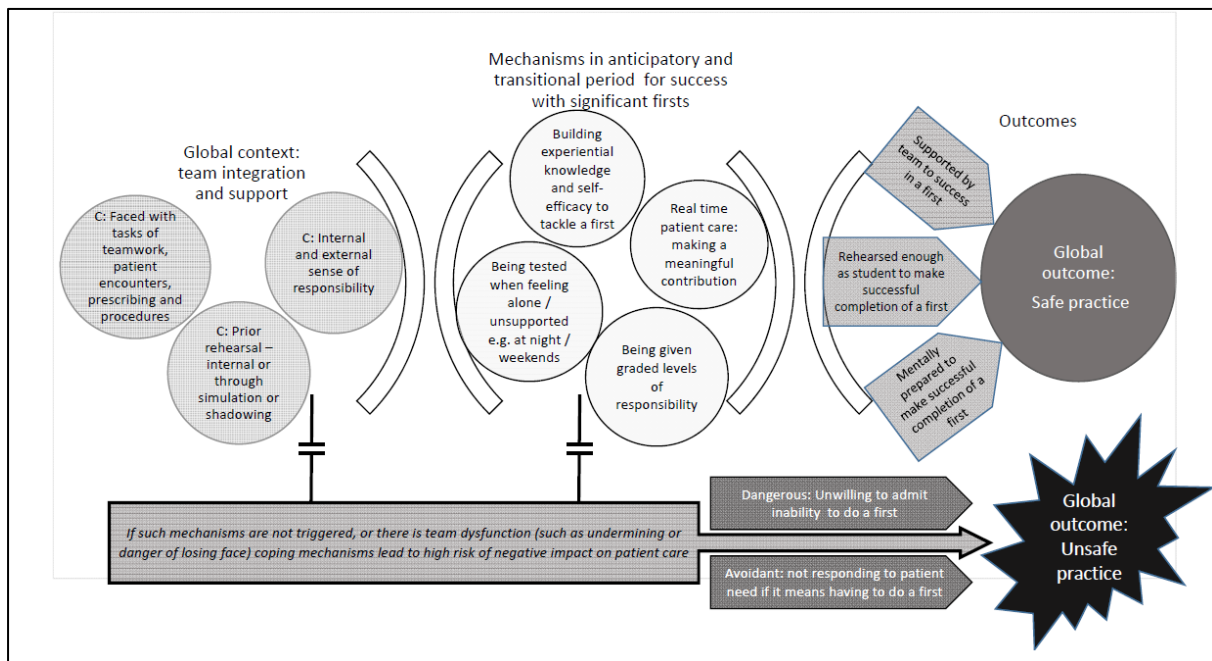 Global context:
team integration
and support
C: Faced with
tasks of
teamwork,
patient
encounters,
prescribing and
procedures
C: Prior
rehearsal –
internal or
through
simulation or
shadowing
C: Internal
and external
sense of
responsibility
Mechanisms in anticipatory and
transitional period for success
with significant firsts
Building
experiential
knowledge
and self-
efficacy to
tackle a first
Real time
patient care:
making a
meaningful
contribution
Being tested
when feeling
alone /
unsupported
e.g. at night /
weekends
Being given
graded levels
of
responsibility
Outcomes
Supported by
team to success
in a first
Rehearsed enough
as student to make
successful
completion of a first
Mentally
prepared to
make successful
completion of a
first
Global
outcome:
Safe practice
If such mechanisms are not triggered, or there is team dysfunction (such as undermining or
danger of losing face) coping mechanisms lead to high risk of negative impact on patient care
Dangerous: Unwilling to admit
inability to do a first
Avoidant: not responding to patient
need if it means having to do a first
Global
outcome:
Unsafe
practice